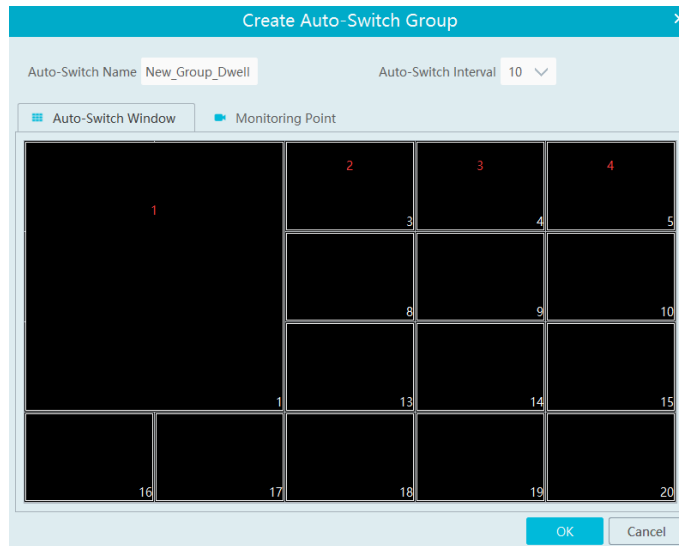 Create Auto-Switch Group
Auto-Switch Name New_Group_Dwell Auto-Switch Interval 10
Auto-Switch Window Monitoring Point
2 3 4
1
3 4 5
8 9 10
1 13 14 15
16 17 18 19 20
OK Cancel